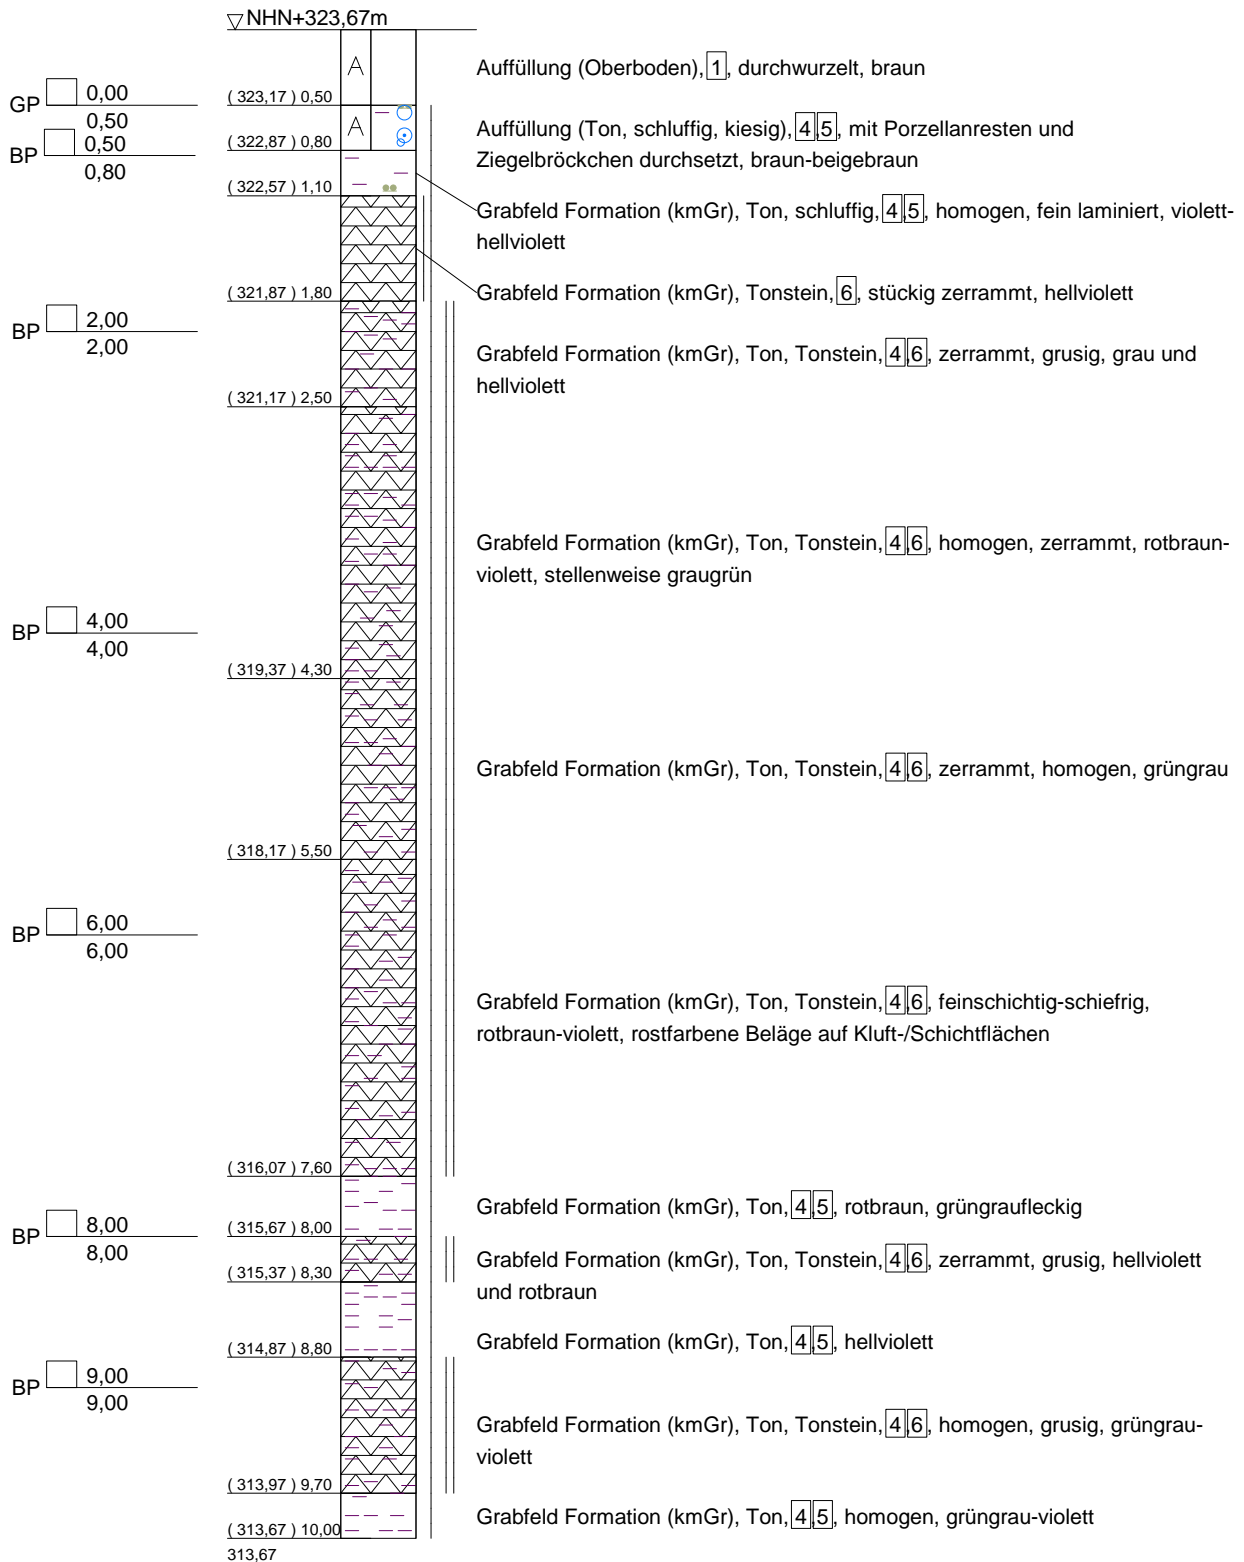 NHN+323,67m
A
Auffüllung (Oberboden), 1, durchwurzelt, braun
GP 0,00
0,50
(323,17) 0,50
A
Auffüllung (Ton, schluffig, kiesig), 4, 5, mit Porzellanresten und
Ziegelbröckchen durchsetzt, braun-beigebraun
BP 0,50
0,80
(322,87) 0,80
(322,57) 1,10
Grabfeld Formation (kmGr), Ton, schluffig, 4, 5, homogen, fein laminiert, violett-
hellviolett
Grabfeld Formation (kmGr), Tonstein, 6, stückig zerrammt, hellviolett
(321,87) 1,80
BP 2,00
2,00
Grabfeld Formation (kmGr), Ton, Tonstein, 4, 6, zerrammt, grusig, grau und
hellviolett
(321,17) 2,50
Grabfeld Formation (kmGr), Ton, Tonstein, 4, 6, homogen, zerrammt, rotbraun-
violett, stellenweise graugrün
BP 4,00
4,00
(319,37) 4,30
Grabfeld Formation (kmGr), Ton, Tonstein, 4, 6, zerrammt, homogen, grüngrau
(318,17) 5,50
BP 6,00
6,00
Grabfeld Formation (kmGr), Ton, Tonstein, 4, 6, feinschichtig-schiefrig,
rotbraun-violett, rostfarbene Beläge auf Kluft-/Schichtflächen
(316,07) 7,60
Grabfeld Formation (kmGr), Ton, 4, 5, rotbraun, grüngraufleckig
BP 8,00
8,00
(315,67) 8,00
Grabfeld Formation (kmGr), Ton, Tonstein, 4, 6, zerrammt, grusig, hellviolett
und rotbraun
(315,37) 8,30
Grabfeld Formation (kmGr), Ton, 4, 5, hellviolett
(314,87) 8,80
BP 9,00
9,00
Grabfeld Formation (kmGr), Ton, Tonstein, 4, 6, homogen, grusig, grüngrau-
violett
(313,97) 9,70
Grabfeld Formation (kmGr), Ton, 4, 5, homogen, grüngrau-violett
(313,67) 10,00
313,67